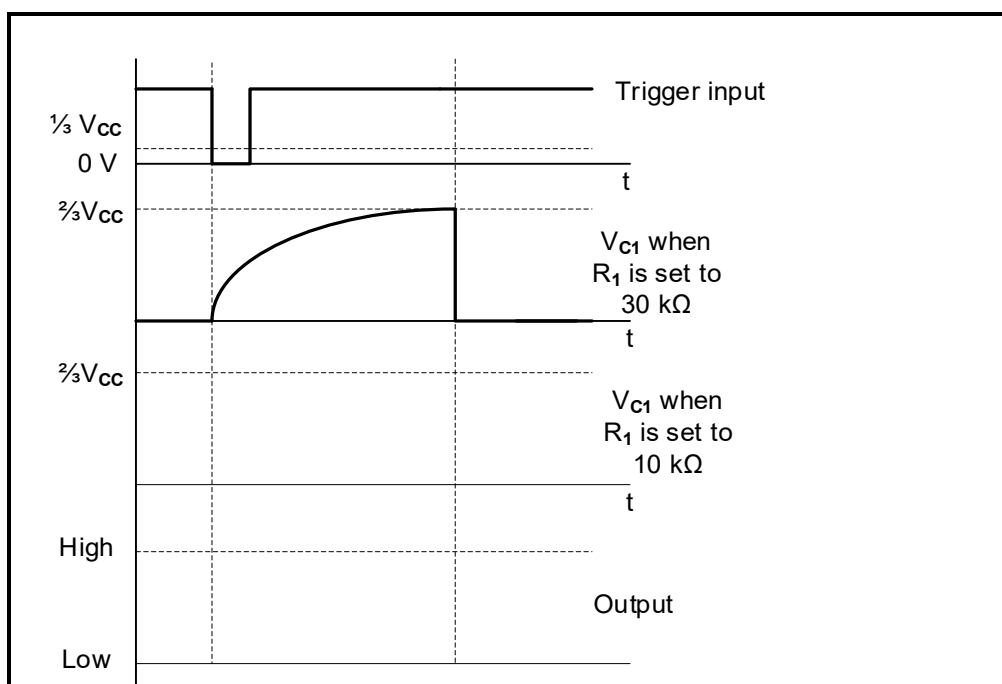 Trigger input
⅓ VCC
0 V
t
⅔VCC
VC1 when
R1 is set to
30 kΩ
t
⅔VCC
VC1 when
R1 is set to
10 kΩ
t
High
Output
Low